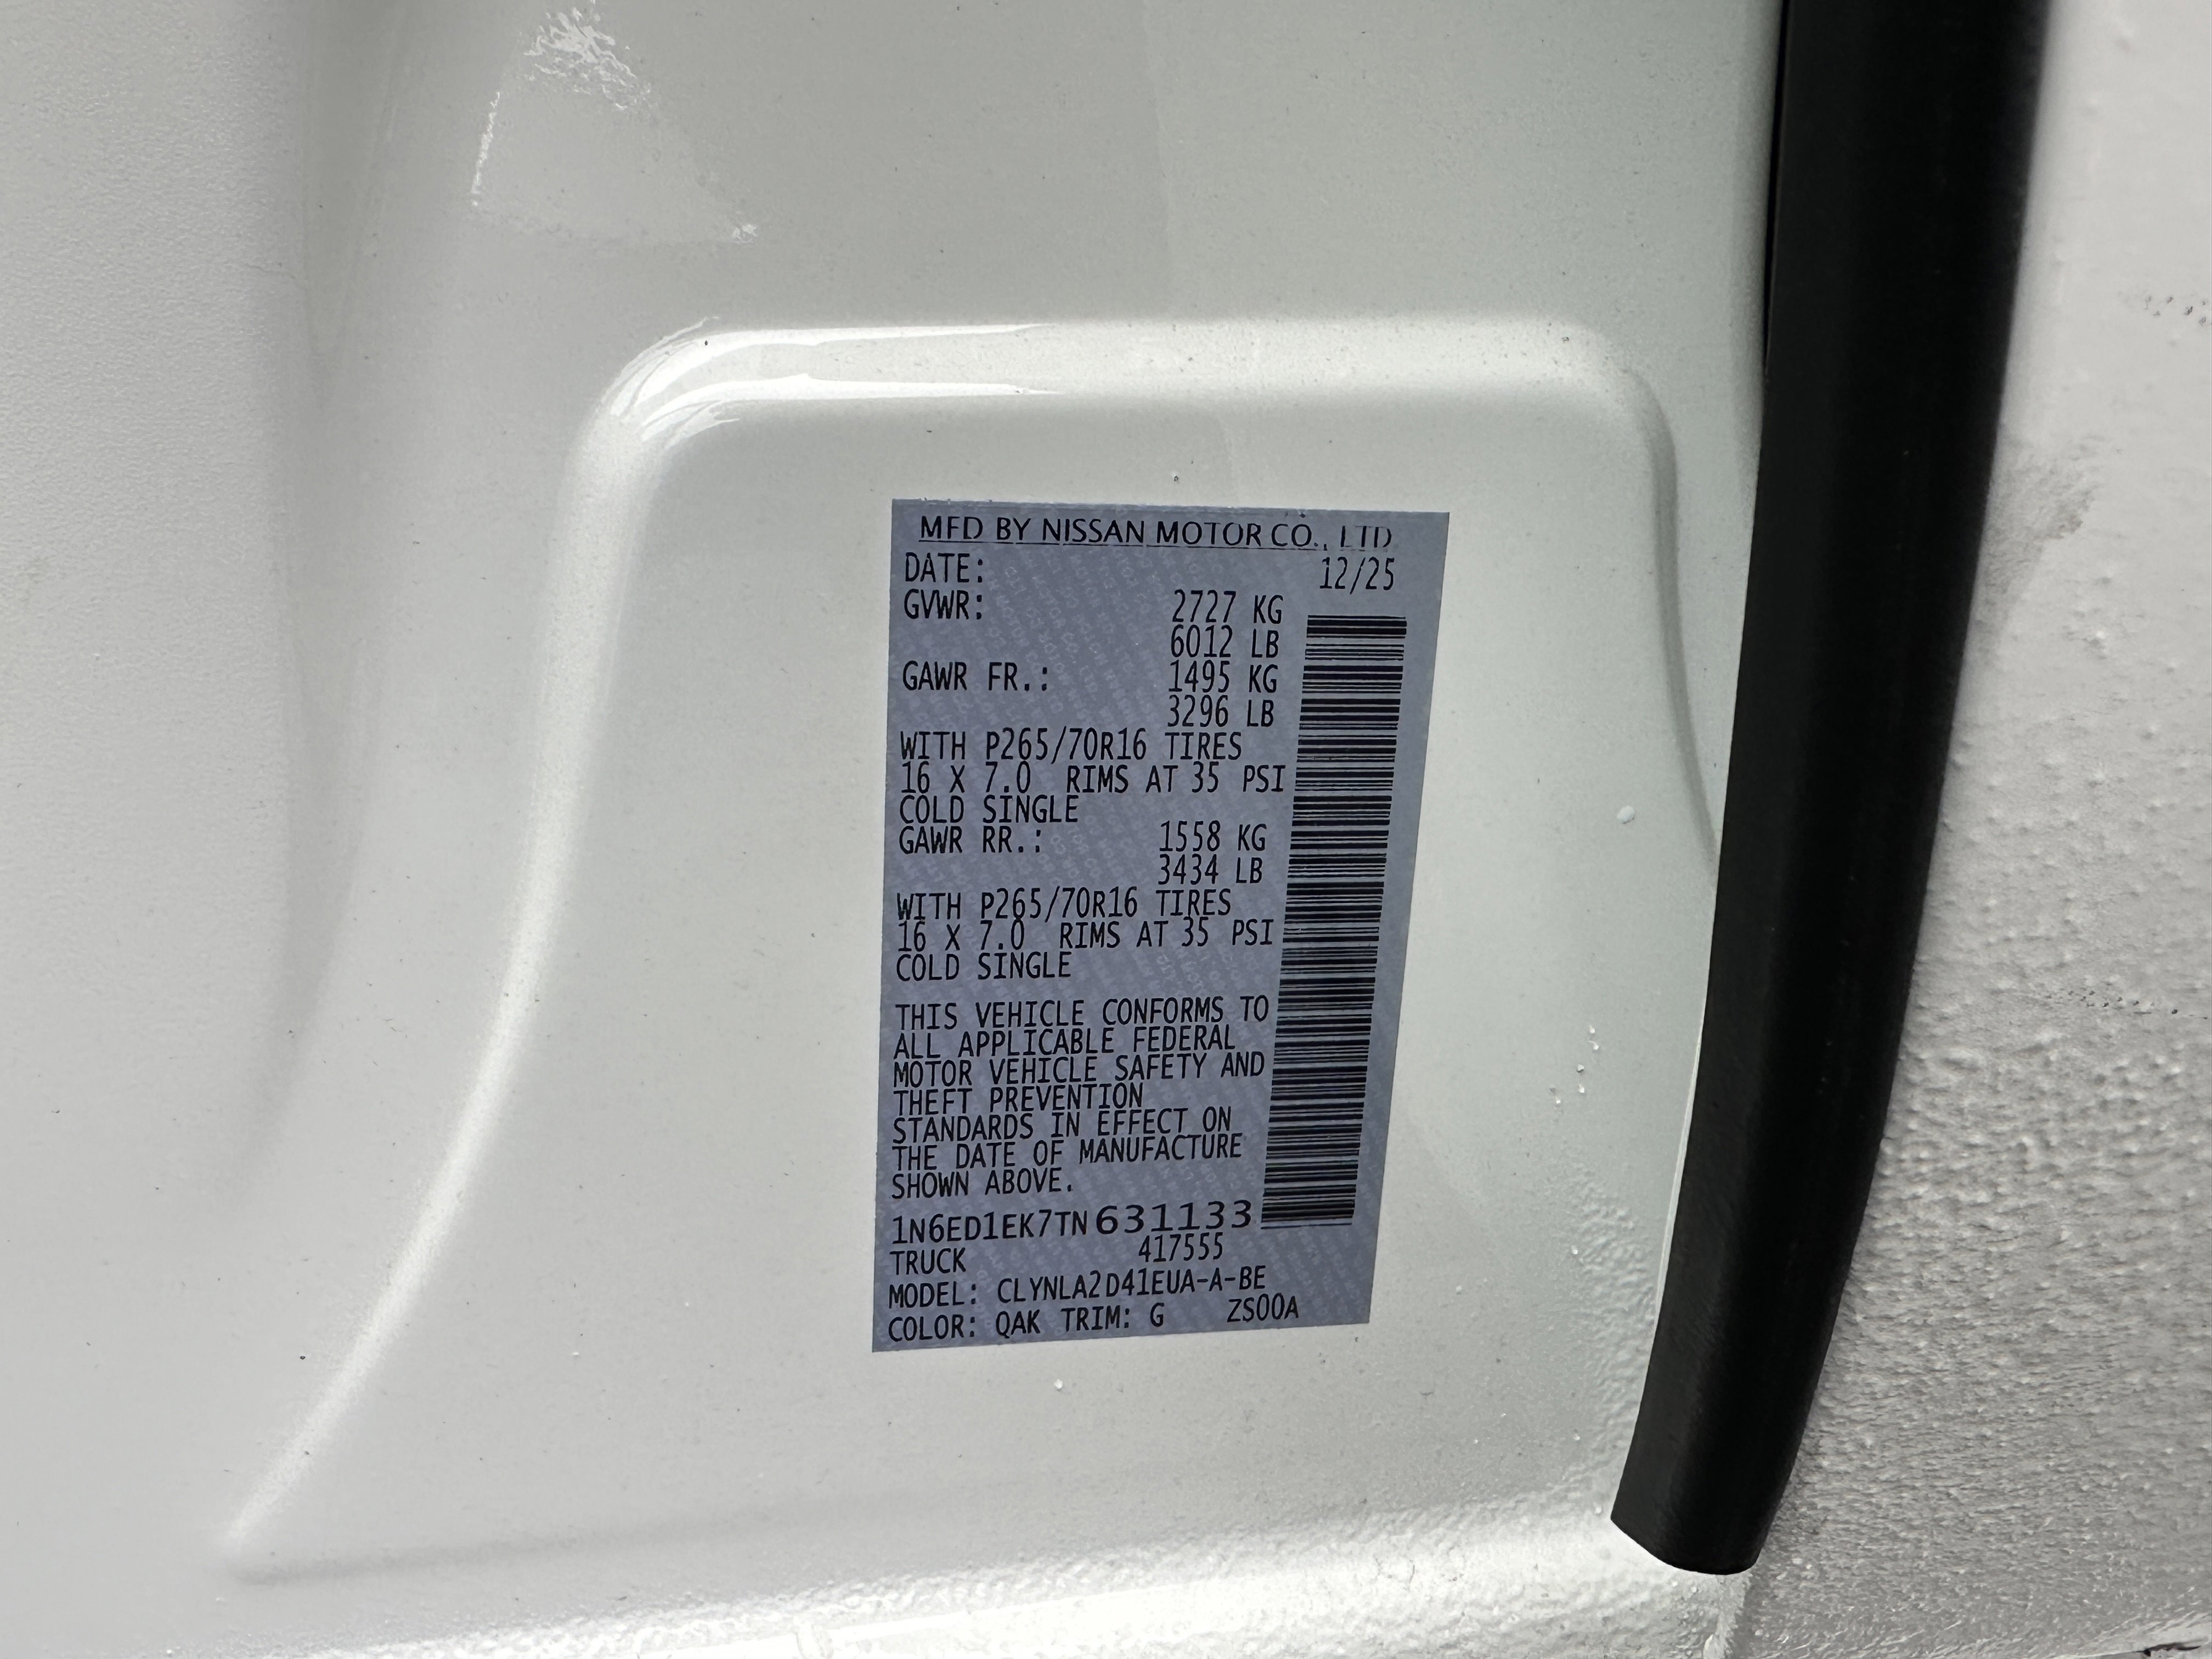 MFD BY NISSAN MOTOR CO., LTD
DATE: 12/25
GVWR: 2727 KG
6012 LB
GAWR FR.: 1495 KG
3296 LB
WITH P265/70R16 TIRES
16 X 7.0 RIMS AT 35 PSI
COLD SINGLE
GAWR RR.: 1558 KG
3434 LB
WITH P265/70R16 TIRES
16 X 7.0 RIMS AT 35 PSI
COLD SINGLE
THIS VEHICLE CONFORMS TO
ALL APPLICABLE FEDERAL
MOTOR VEHICLE SAFETY AND
THEFT PREVENTION
STANDARDS IN EFFECT ON
THE DATE OF MANUFACTURE
SHOWN ABOVE.
1N6ED1EK7TN631133
TRUCK 417555
MODEL: CLYNLA2D41EUA-A-BE
COLOR: QAK TRIM: G ZS00A